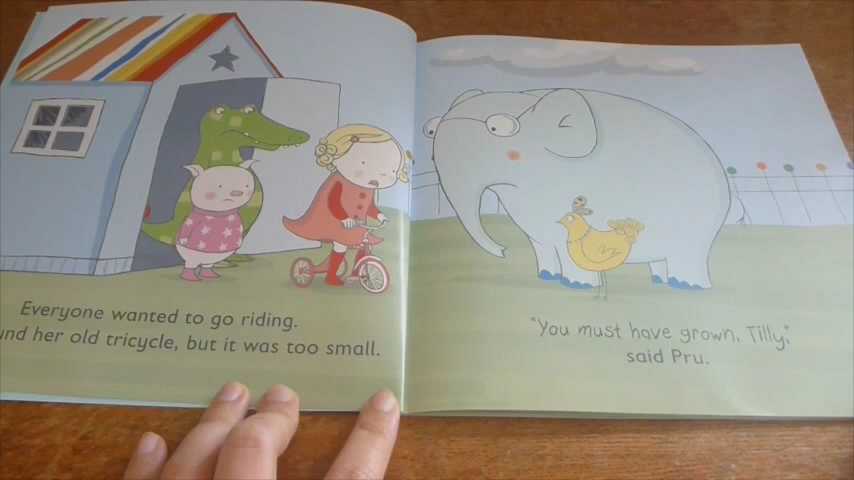 Everyone wanted to go riding.
her old tricycle, but it was too small.
"You must have grown, Tilly,"
said Pru.